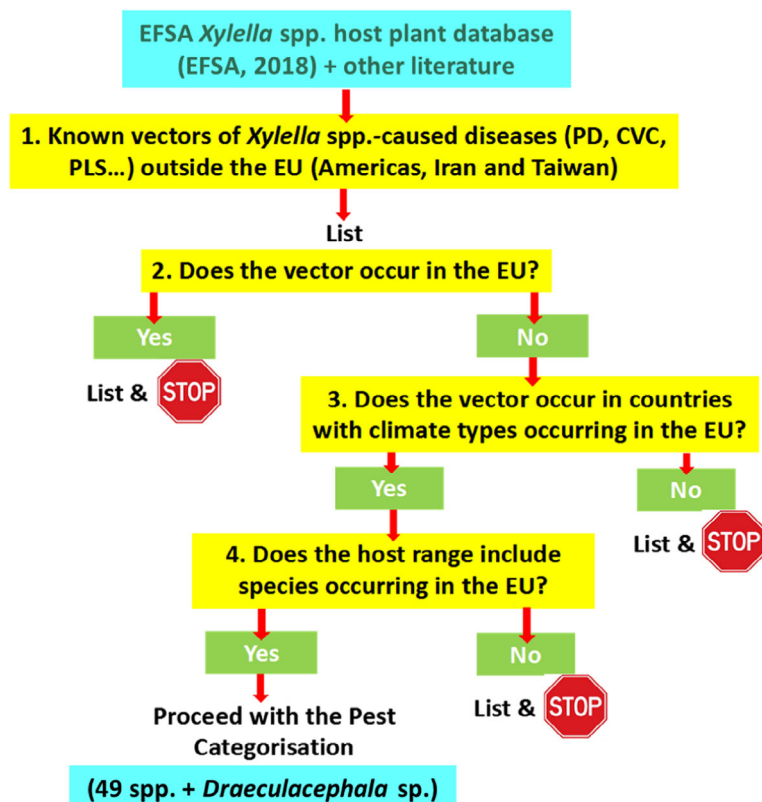 EFSA Xylella spp. host plant database
(EFSA, 2018) + other literature
1. Known vectors of Xylella spp.-caused diseases (PD, CVC,
PLS...) outside the EU (Americas, Iran and Taiwan)
List
2. Does the vector occur in the EU?
Yes
No
List & STOP
3. Does the vector occur in countries
with climate types occurring in the EU?
Yes
No
List & STOP
4. Does the host range include
species occurring in the EU?
Yes
No
List & STOP
Proceed with the Pest
Categorisation
(49 spp. + Draeculacephala sp.)